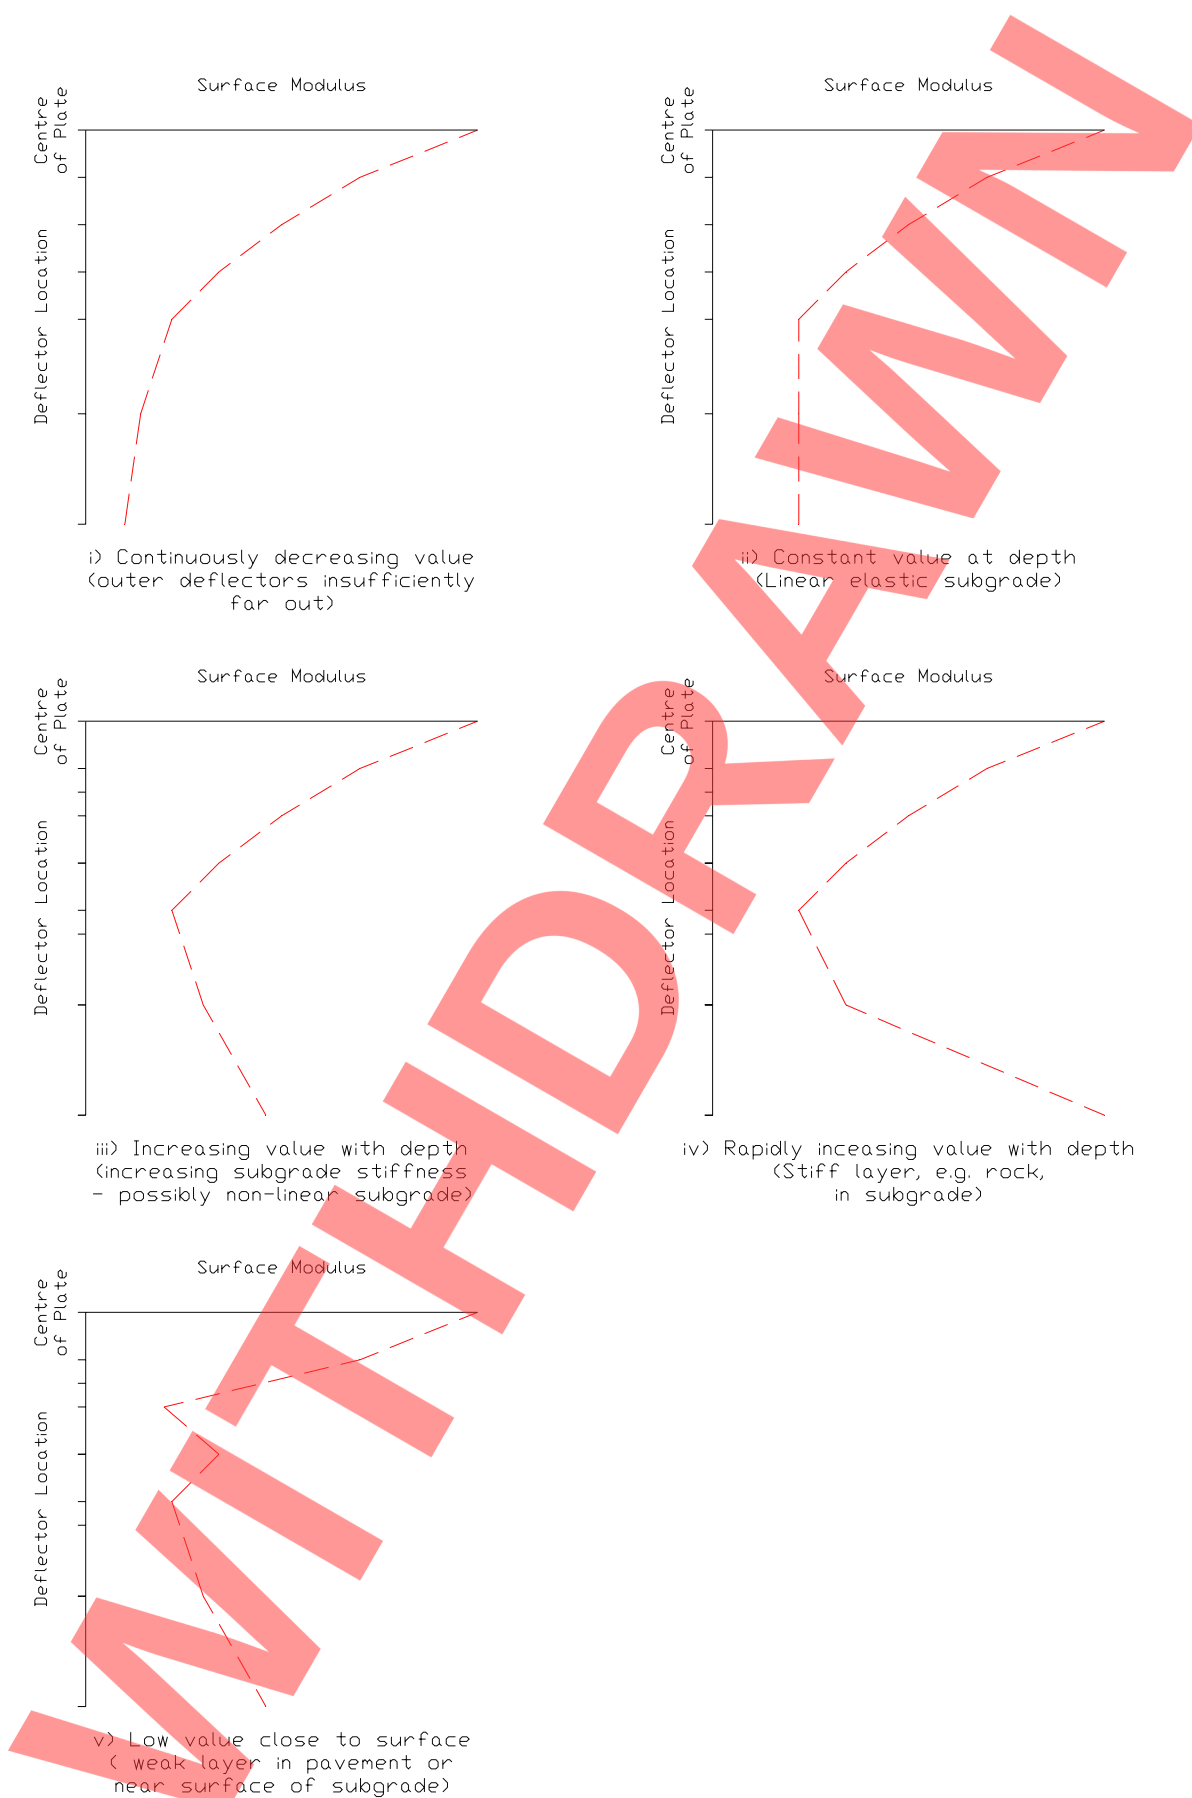 Surface Modulus
Centre
of Plate
Deflector Location
i) Continuously decreasing value
(outer deflectors insufficiently
far out)
Surface Modulus
Centre
of Plate
Deflector Location
ii) Constant value at depth
(Linear elastic subgrade)
Surface Modulus
Centre
of Plate
Deflector Location
iii) Increasing value with depth
(increasing subgrade stiffness
- possibly non-linear subgrade)
Surface Modulus
Centre
of Plate
Deflector Location
iv) Rapidly inceasing value with depth
(Stiff layer, e.g. rock,
in subgrade)
Surface Modulus
Centre
of Plate
Deflector Location
v) Low value close to surface
( weak layer in pavement or
near surface of subgrade)
WITHDRAWN